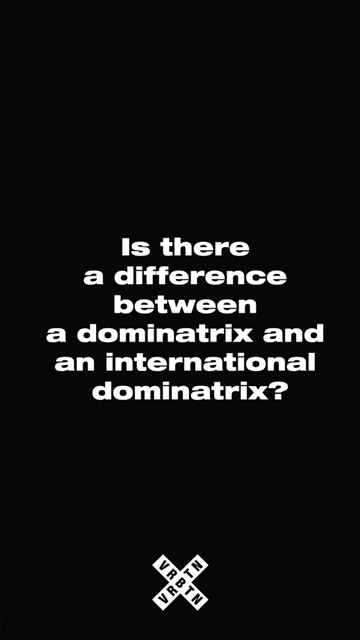 Is there
a difference
between
a dominatrix and
an international
dominatrix?
VRBTN
VRBTN